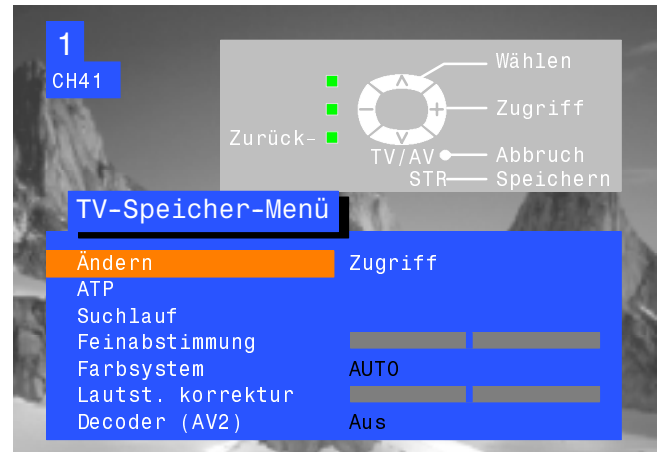 1
CH41
Wählen
Zugriff
Zurück-
TV/AV Abbruch
STR Speichern
TV-Speicher-Menü
Ändern Zugriff
ATP
Suchlauf
Feinabstimmung
Farbsystem AUTO
Lautst. korrektur
Decoder (AV2) Aus